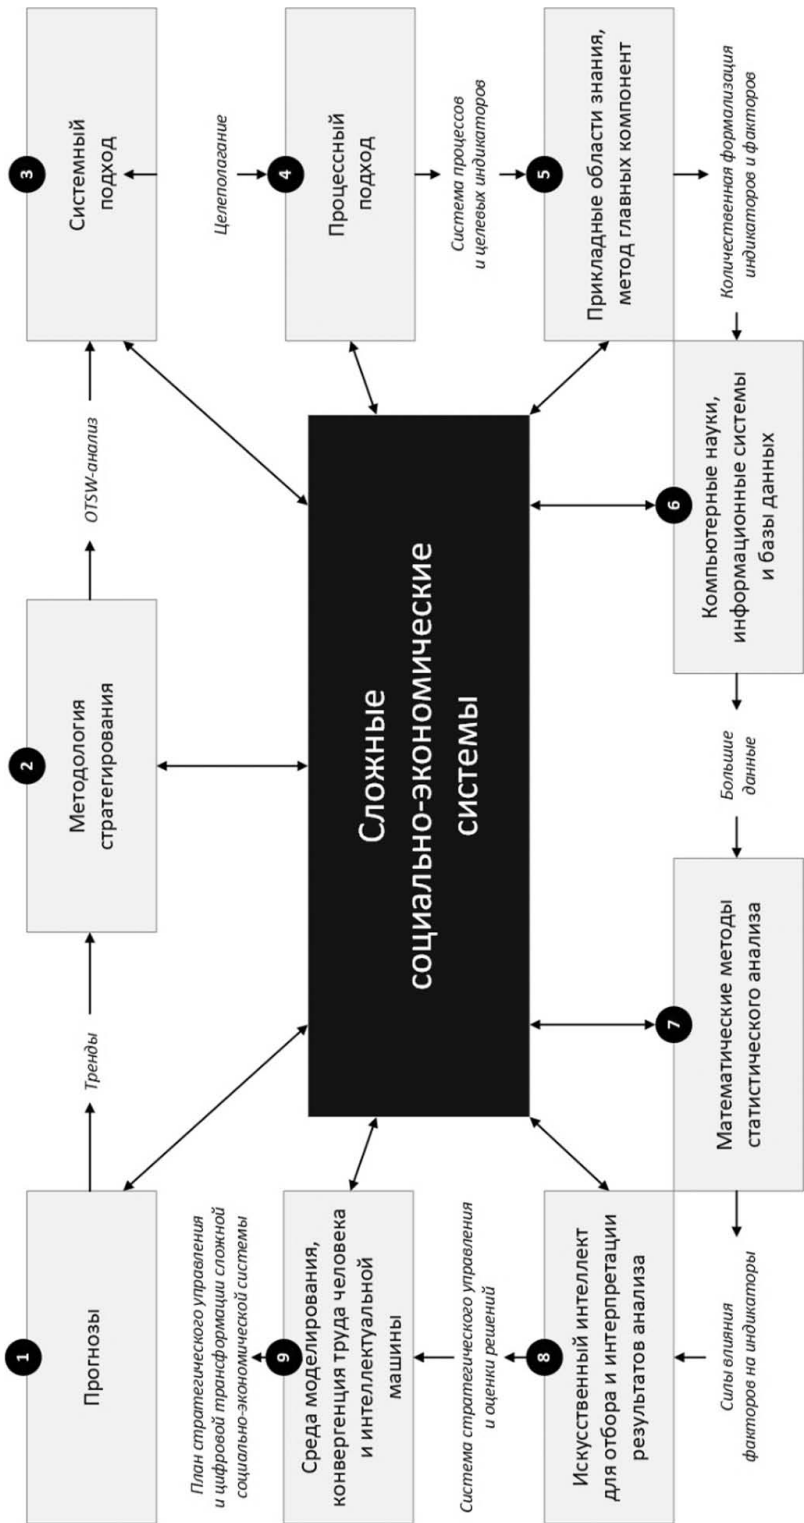 1
Прогнозы
Тренды
2
Методология
стратегирования
OTSW-анализ
3
Системный
подход
Целеполагание
4
Процессный
подход
Система процессов
и целевых индикаторов
5
Прикладные области знания,
метод главных компонент
Количественная формализация
индикаторов и факторов
6
Компьютерные науки,
информационные системы
и базы данных
Большие
данные
7
Математические методы
статистического анализа
Силы влияния
факторов на индикаторы
8
Искусственный интеллект
для отбора и интерпретации
результатов анализа
Система стратегического управления
и оценки решений
9
Среда моделирования,
конвергенция труда человека
и интеллектуальной
машины
План стратегического управления
и цифровой трансформации сложной
социально-экономической системы
Сложные
социально-экономические
системы